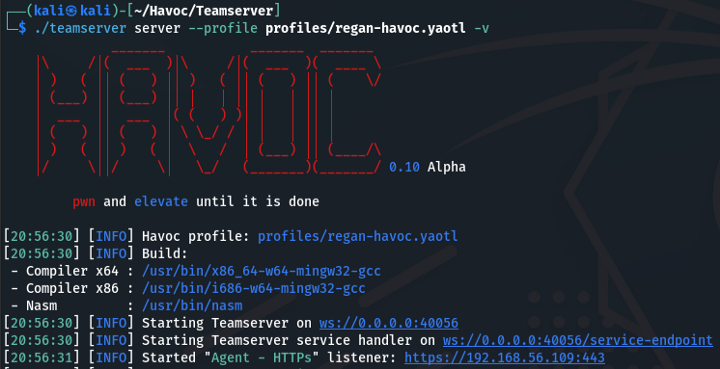 (kali㉿kali)-[~/Havoc/Teamserver]
$ ./teamserver server --profile profiles/regan-havoc.yaotl -v
HAVOC
0.10 Alpha
pwn and elevate until it is done
[20:56:30] [INFO] Havoc profile: profiles/regan-havoc.yaotl
[20:56:30] [INFO] Build:
- Compiler x64 : /usr/bin/x86_64-w64-mingw32-gcc
- Compiler x86 : /usr/bin/i686-w64-mingw32-gcc
- Nasm : /usr/bin/nasm
[20:56:30] [INFO] Starting Teamserver on ws://0.0.0.0:40056
[20:56:30] [INFO] Starting Teamserver service handler on ws://0.0.0.0:40056/service-endpoint
[20:56:31] [INFO] Started "Agent - HTTPs" listener: https://192.168.56.109:443